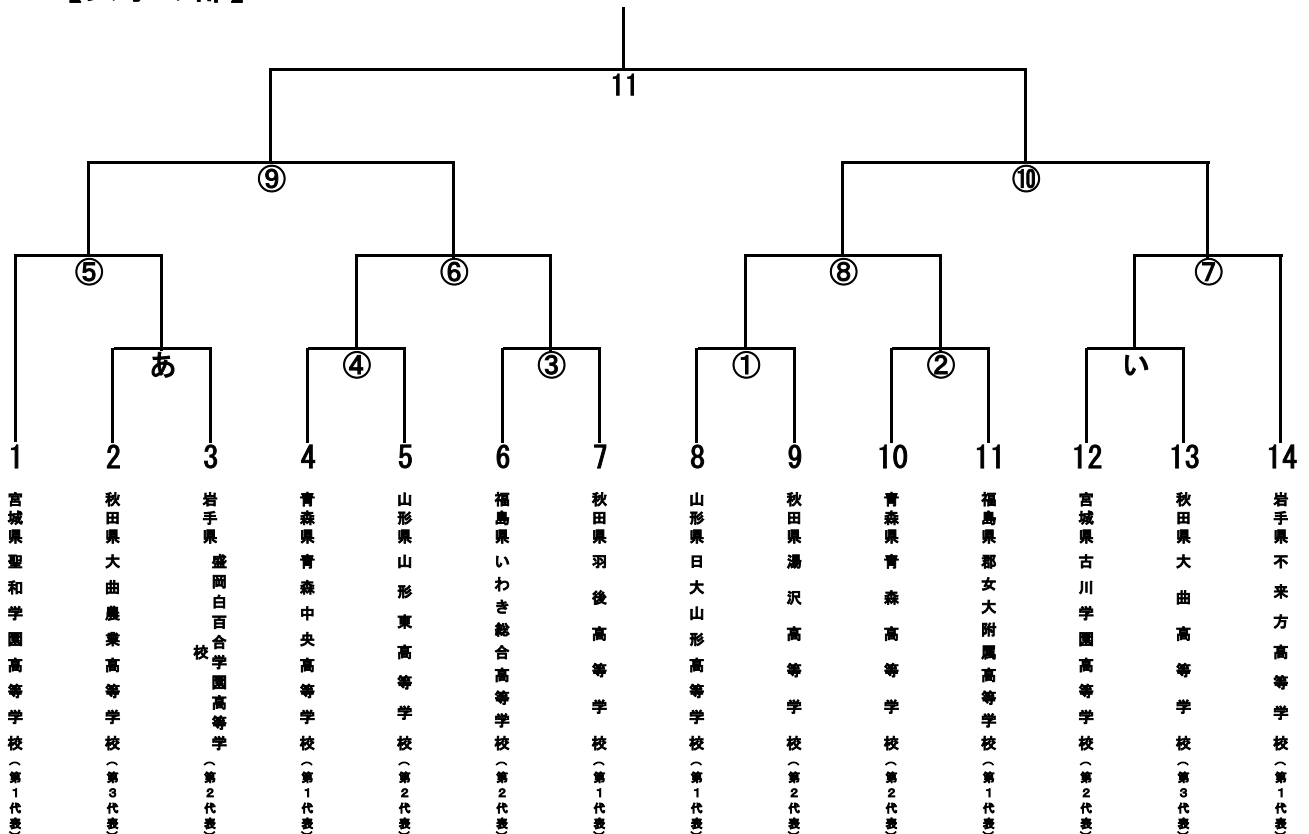 11
⑨
⑩
⑤
⑥
⑧
⑦
あ
④
③
①
②
い
1
2
3
4
5
6
7
8
9
10
11
12
13
14
宮城県 聖和学園高等学校（第1代表）
秋田県 大曲農業高等学校（第3代表）
岩手県 盛岡白百合学園高等学校（第2代表）
青森県 青森中央高等学校（第1代表）
山形県 山形東高等学校（第2代表）
福島県 いわき総合高等学校（第2代表）
秋田県 羽後高等学校（第1代表）
山形県 日大山形高等学校（第1代表）
秋田県 湯沢高等学校（第2代表）
青森県 青森高等学校（第2代表）
福島県 郡女大附属高等学校（第1代表）
宮城県 古川学園高等学校（第2代表）
秋田県 大曲高等学校（第3代表）
岩手県 不来方高等学校（第1代表）